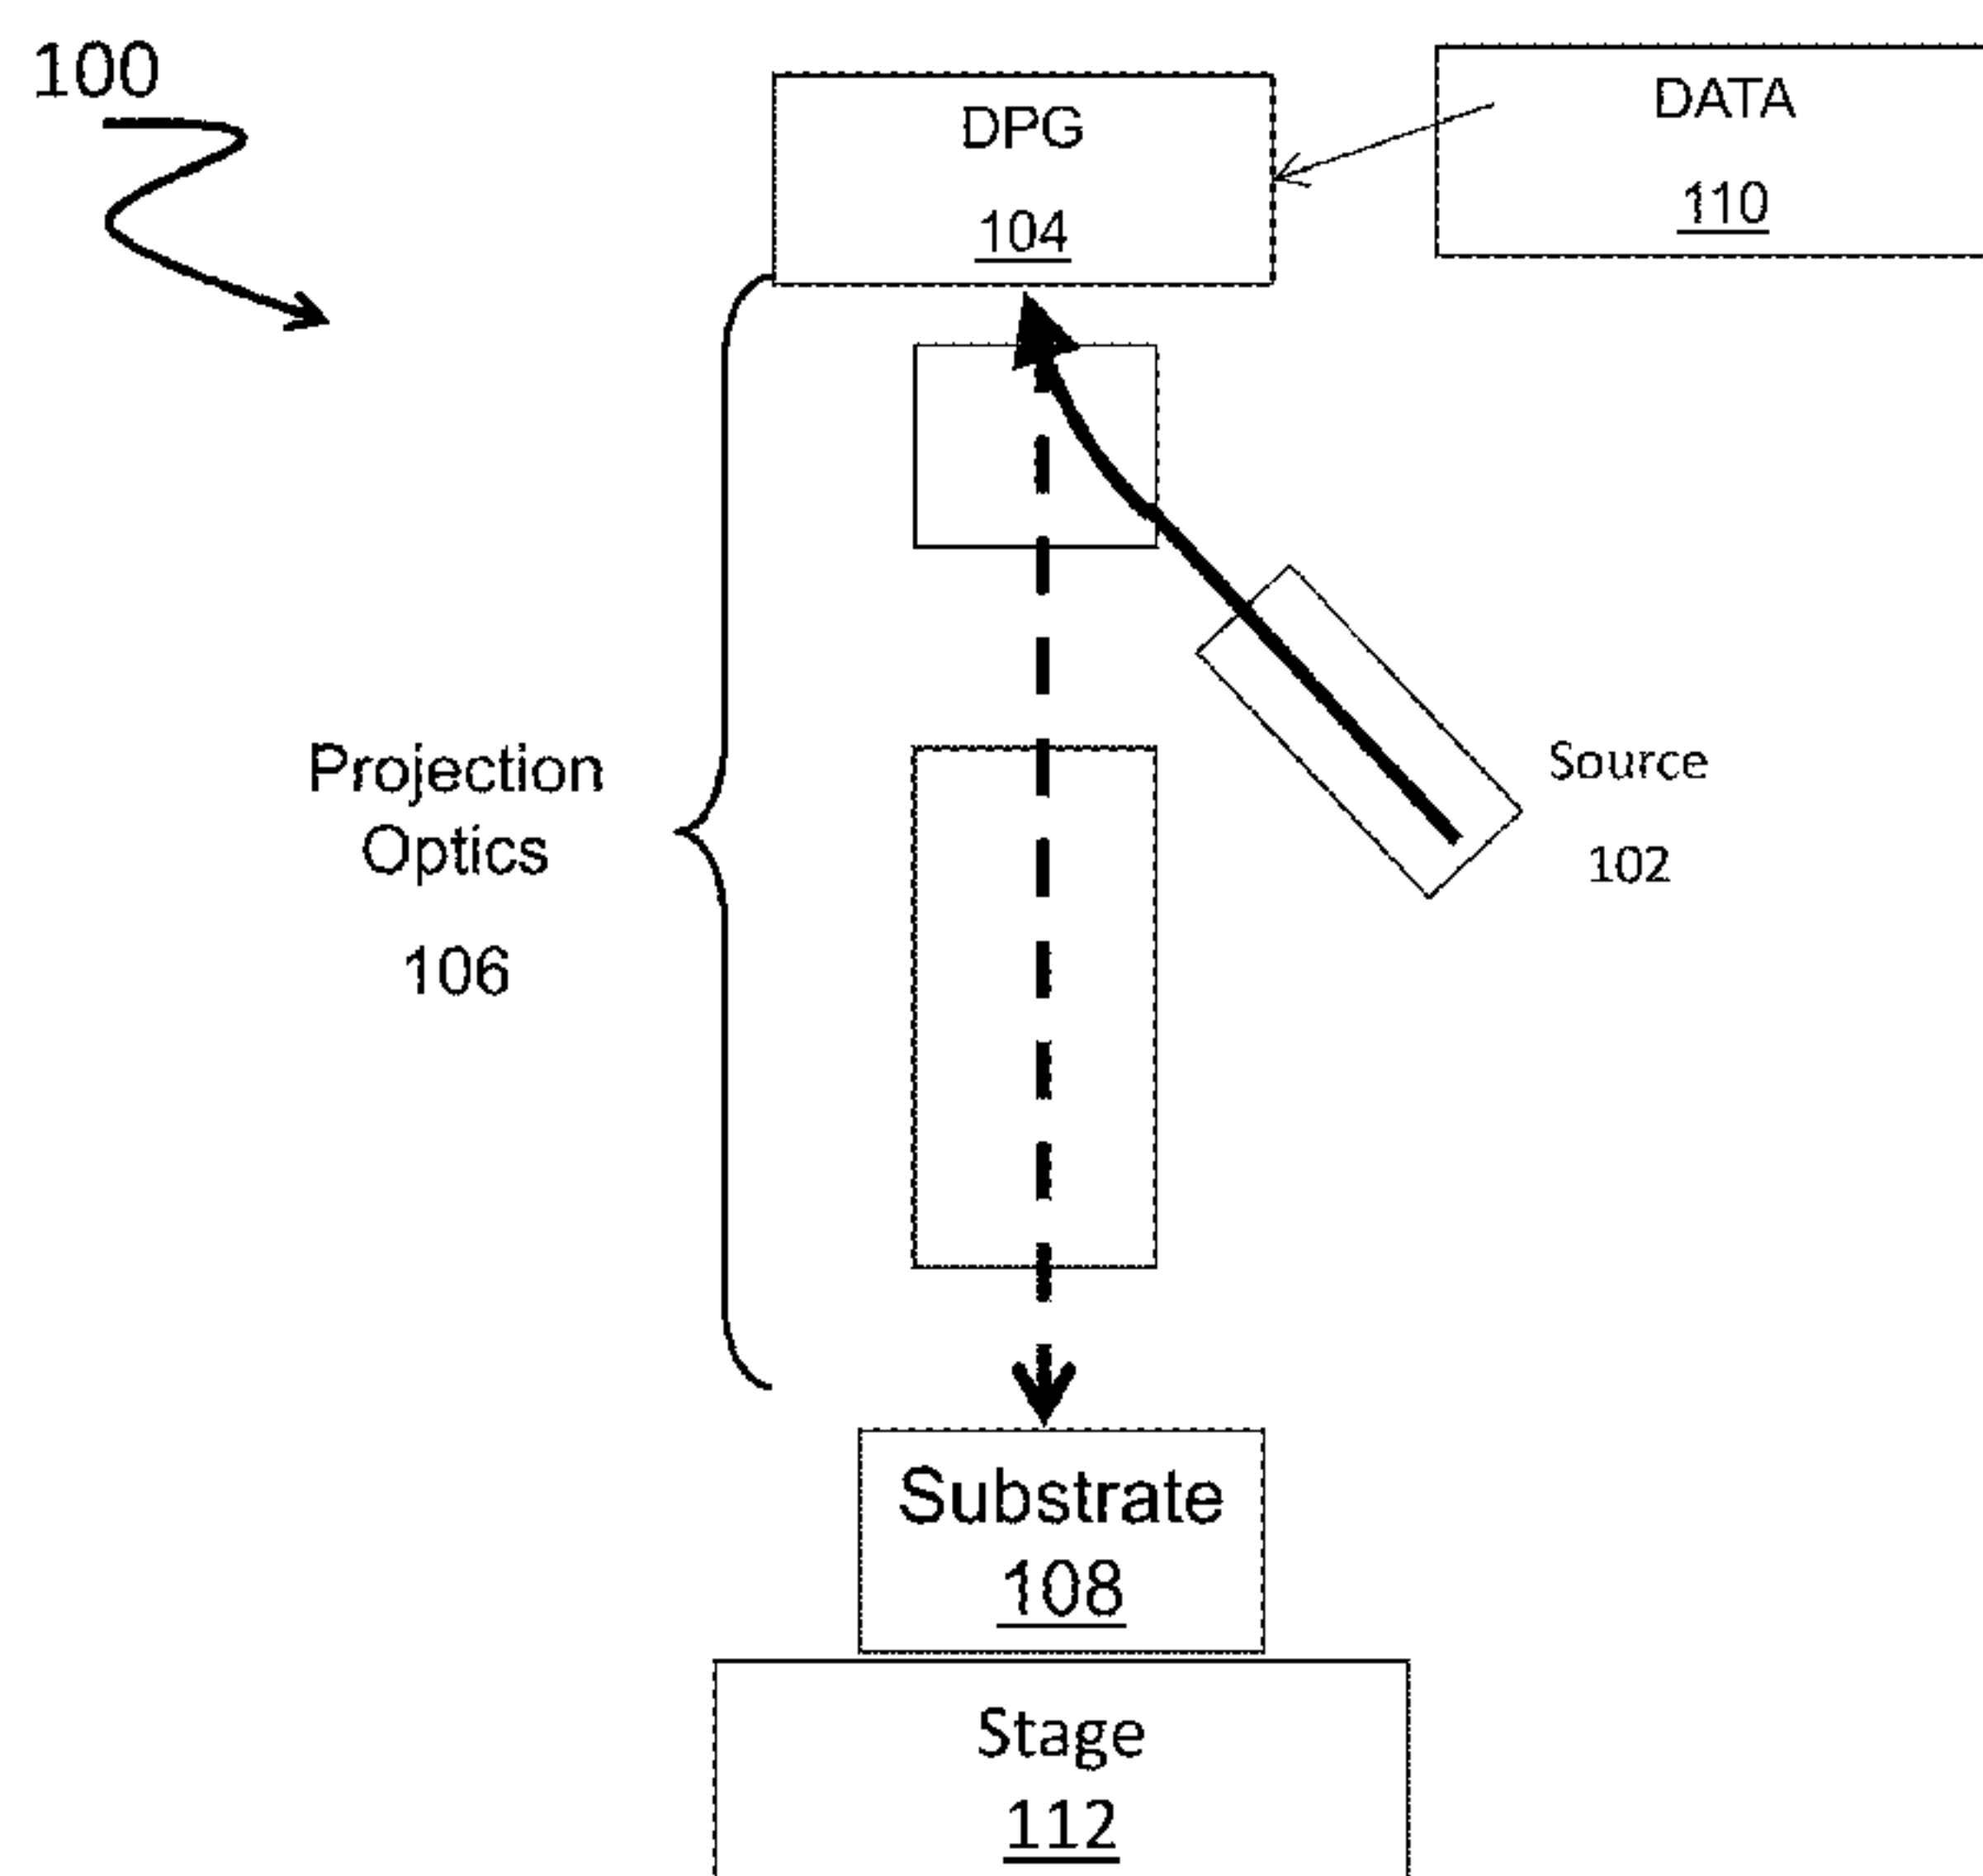 100
DPG
104
DATA
110
Projection
Optics
106
Source
102
Substrate
108
Stage
112